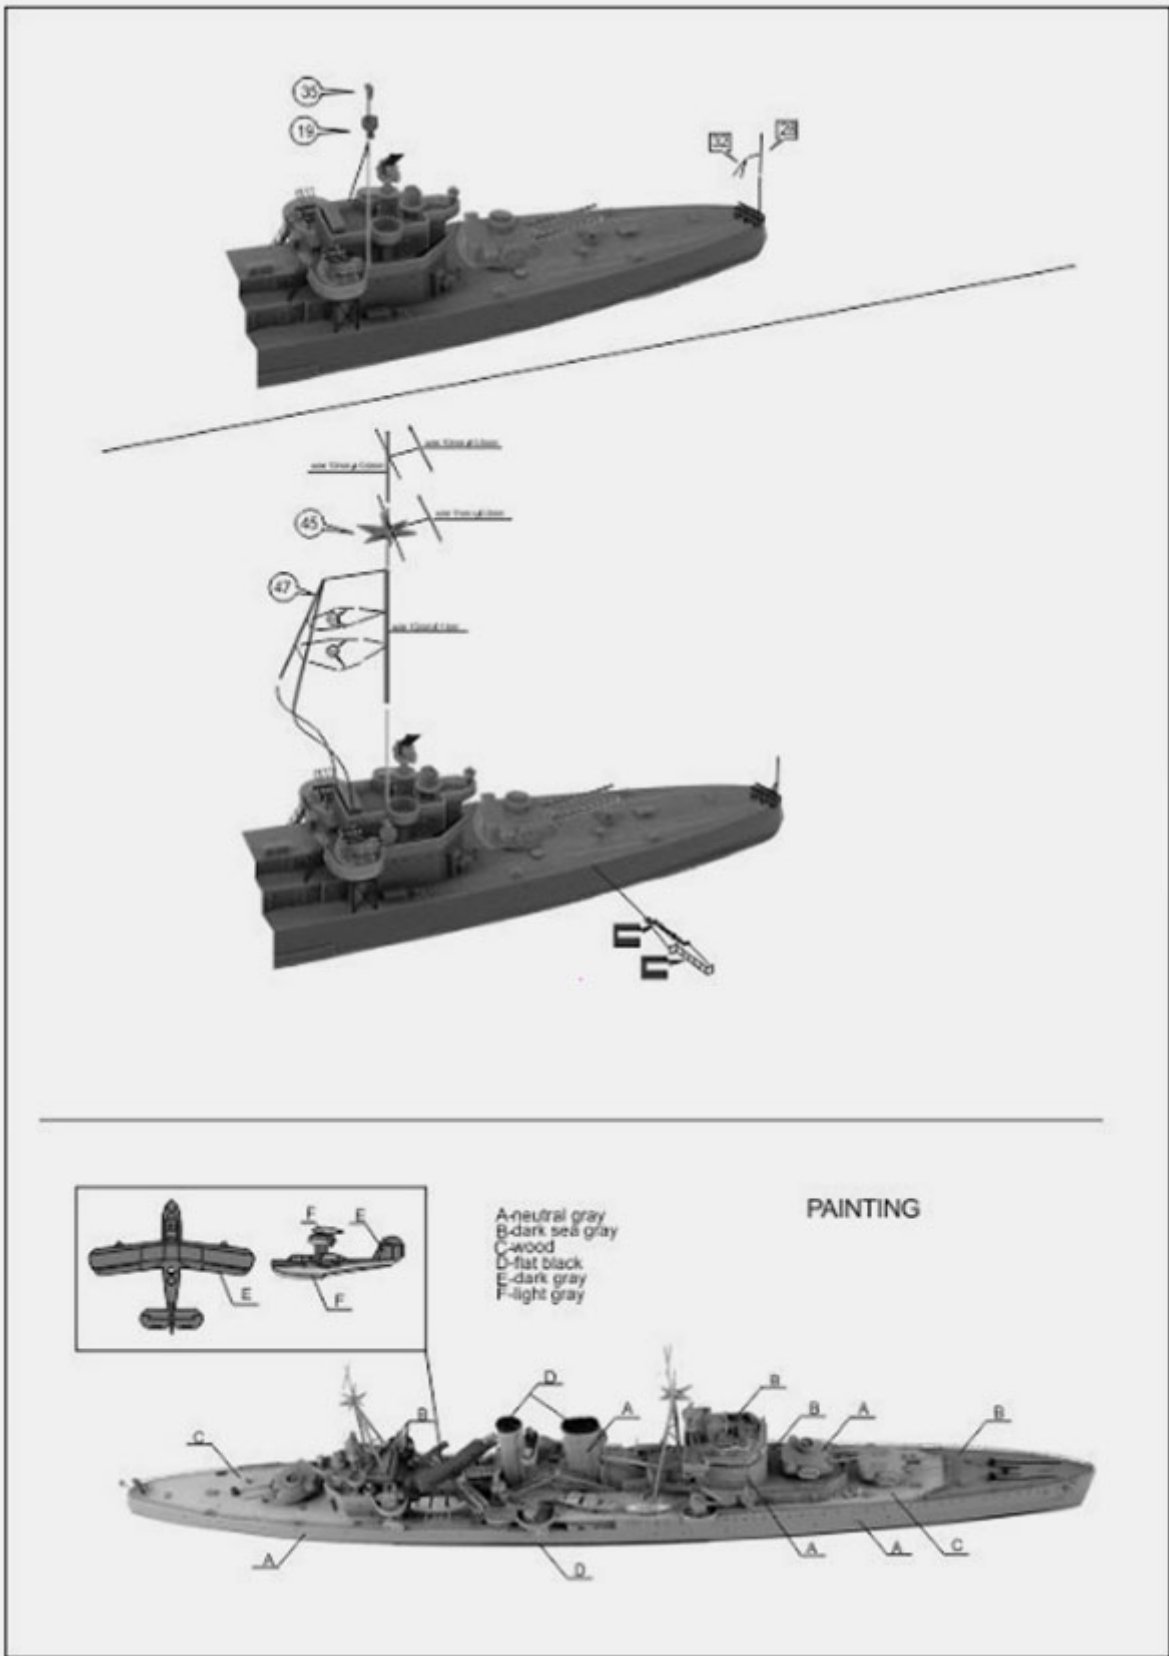 35
19
32
28
45
47
PAINTING
A-neutral gray
B-dark sea gray
C-wood
D-flat black
E-dark gray
F-light gray
F
E
E
F
D
B
A
B
B
A
B
C
A
D
A
A
C